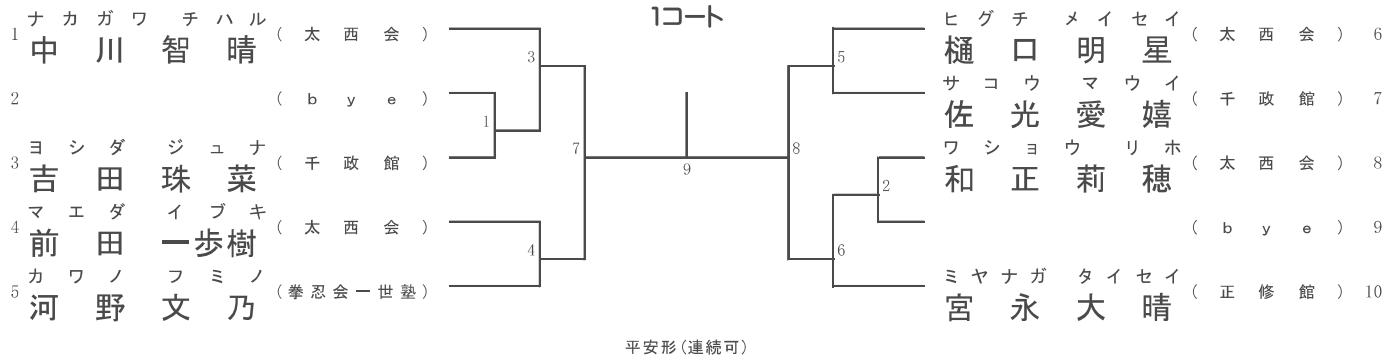 1コート
ナカガワ チハル
1 中川 智晴 (太西会)
2 (bye)
ヨシダ ジュナ
3 吉田 珠菜 (千政館)
マエダ イブキ
4 前田 一歩樹 (太西会)
カワノ フミノ
5 河野 文乃 (拳忍会一世塾)
3
1
7
4
9
ヒグチ メイセイ
樋口 明星 (太西会) 6
サコウ マウイ
佐光 愛嬉 (千政館) 7
ワショウ リホ
和正 莉穂 (太西会) 8
(bye) 9
ミヤナガ タイセイ
宮永 大晴 (正修館) 10
5
8
2
6
平安形(連続可)